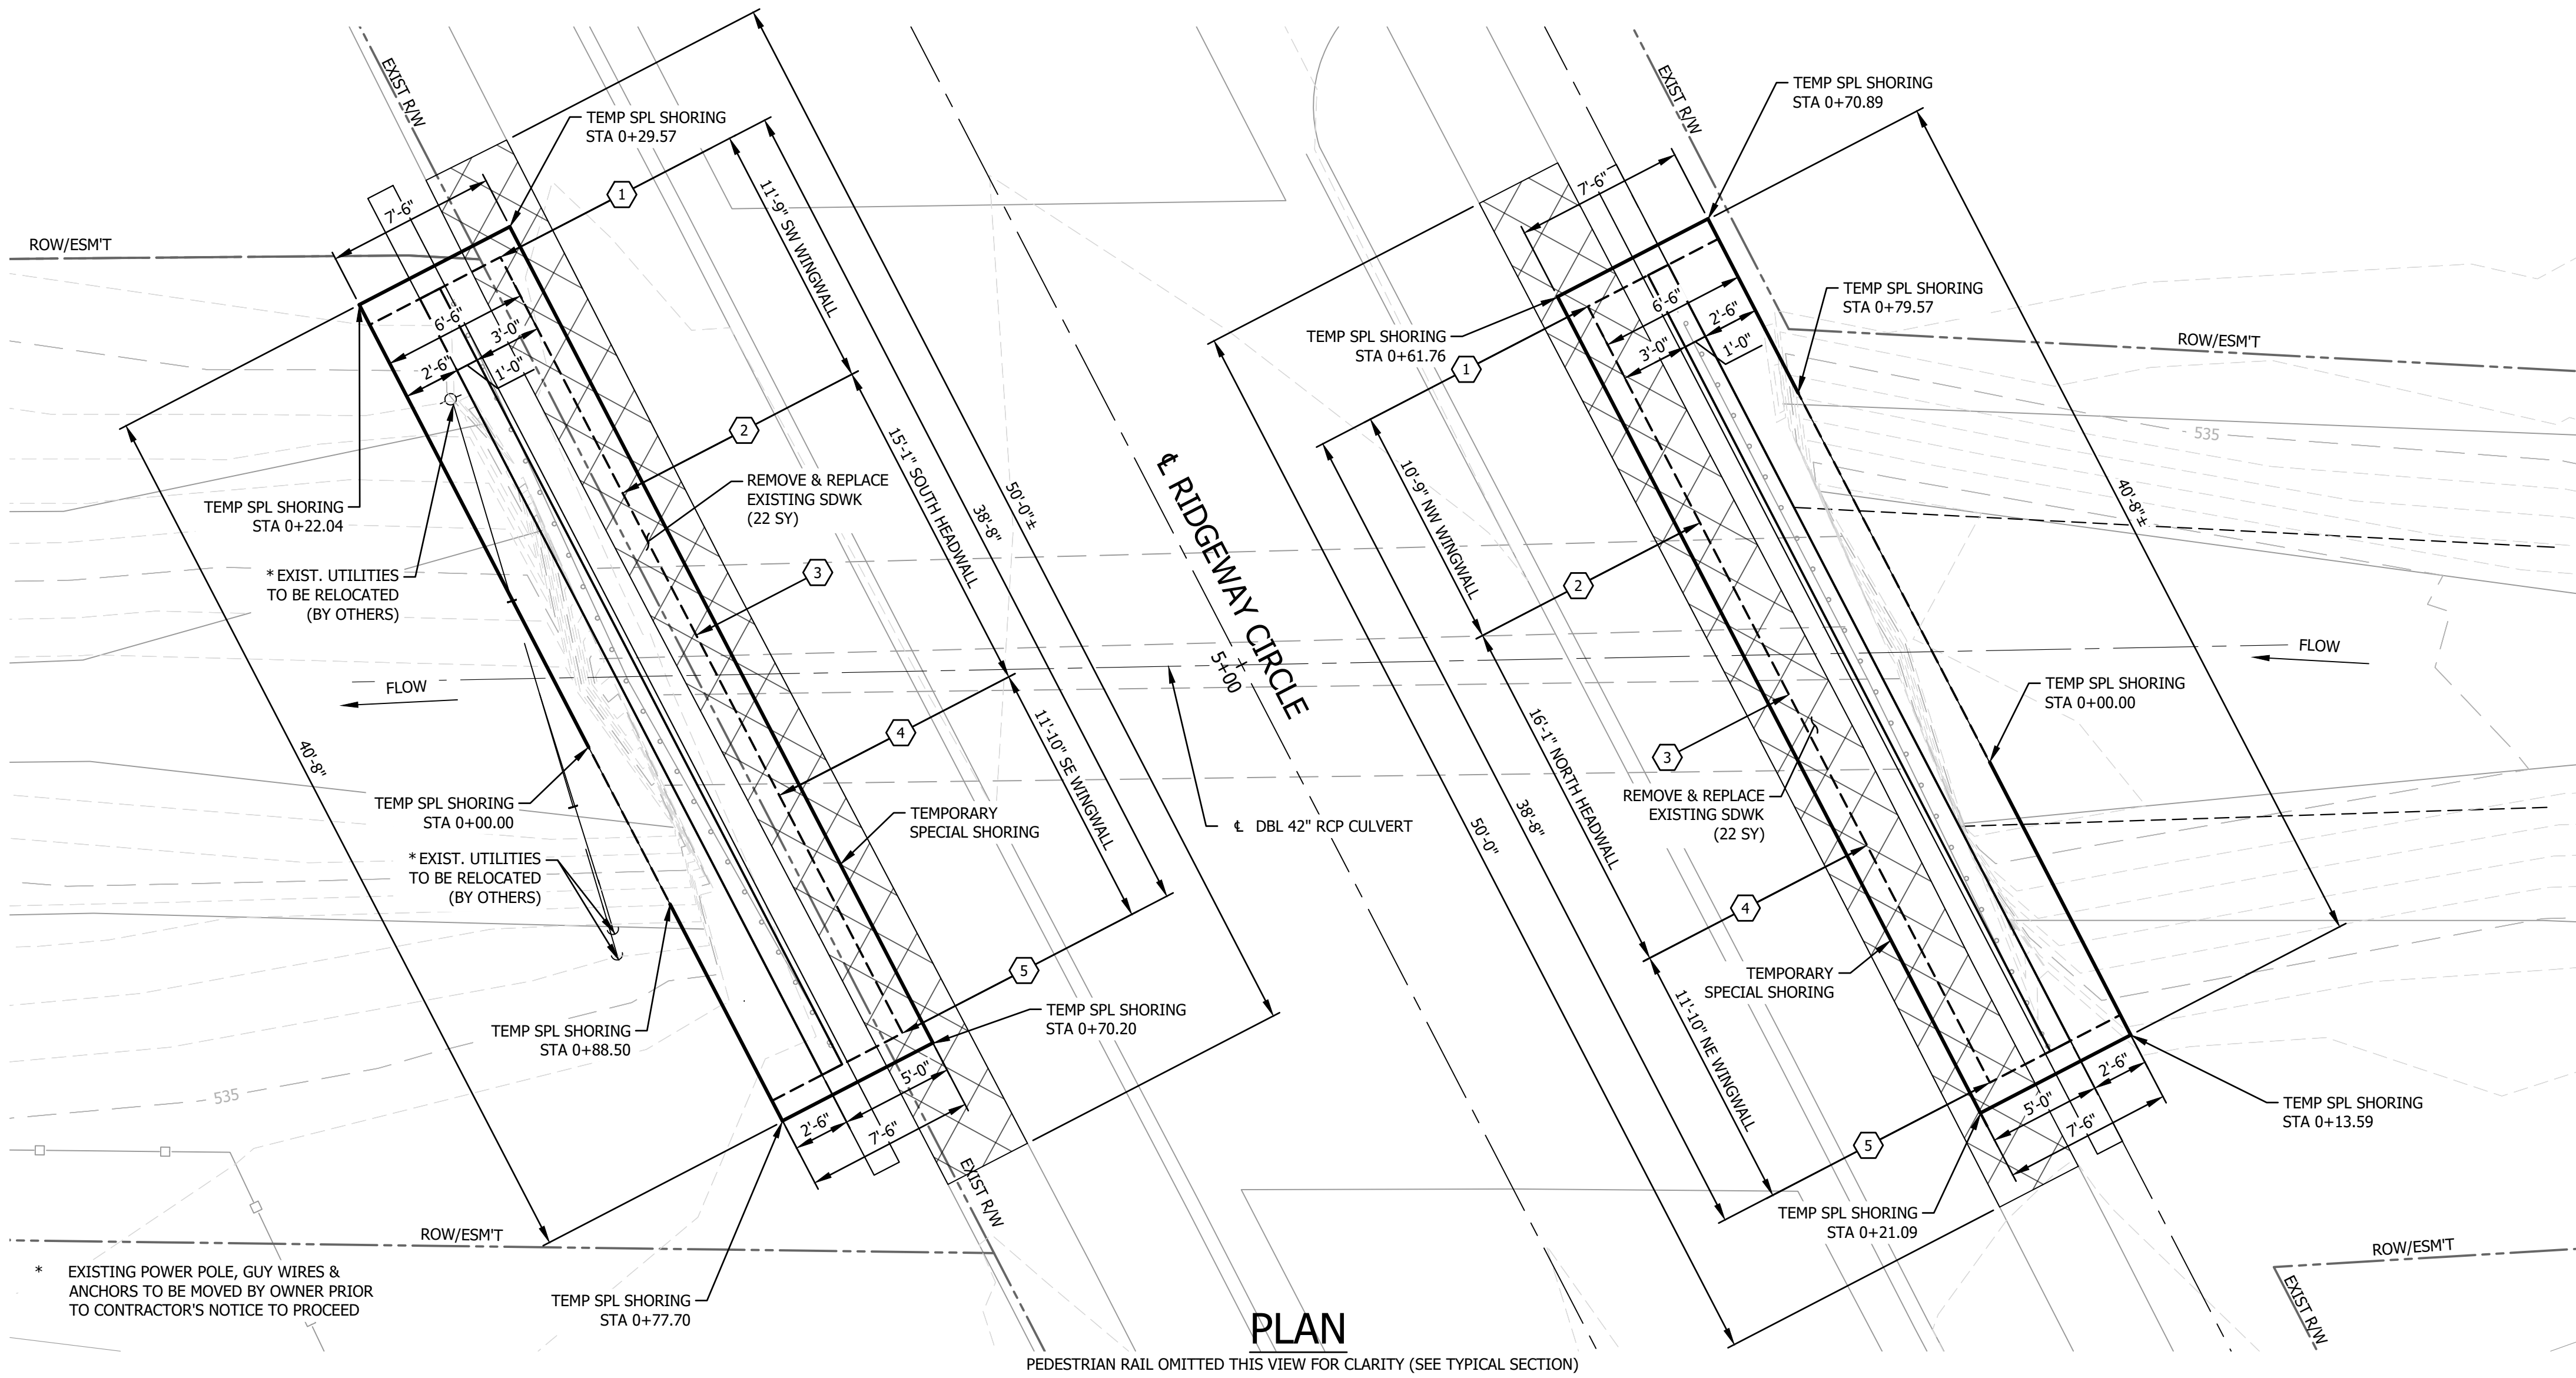 EXIST R/W
TEMP SPL SHORING
STA 0+29.57
1
7'-6"
ROW/ESM'T
11'-9" SW WINGWALL
6'-6"
3'-0"
2'-6"
1'-0"
2
15'-1" SOUTH HEADWALL
50'-0"±
38'-8"
REMOVE & REPLACE
EXISTING SDWK
(22 SY)
TEMP SPL SHORING
STA 0+22.04
* EXIST. UTILITIES
TO BE RELOCATED
(BY OTHERS)
3
FLOW
40'-8"
4
11'-10" SE WINGWALL
TEMP SPL SHORING
STA 0+00.00
TEMPORARY
SPECIAL SHORING
* EXIST. UTILITIES
TO BE RELOCATED
(BY OTHERS)
5
TEMP SPL SHORING
STA 0+88.50
TEMP SPL SHORING
STA 0+70.20
535
5'-0"
2'-6"
7'-6"
EXIST R/W
ROW/ESM'T
* EXISTING POWER POLE, GUY WIRES &
ANCHORS TO BE MOVED BY OWNER PRIOR
TO CONTRACTOR'S NOTICE TO PROCEED
TEMP SPL SHORING
STA 0+77.70
℄ RIDGEWAY CIRCLE
5+00
℄ DBL 42" RCP CULVERT
EXIST R/W
TEMP SPL SHORING
STA 0+70.89
7'-6"
TEMP SPL SHORING
STA 0+79.57
6'-6"
2'-6"
3'-0"
1'-0"
TEMP SPL SHORING
STA 0+61.76
1
ROW/ESM'T
535
10'-9" NW WINGWALL
40'-8"±
2
FLOW
TEMP SPL SHORING
STA 0+00.00
3
16'-1" NORTH HEADWALL
REMOVE & REPLACE
EXISTING SDWK
(22 SY)
38'-8"
50'-0"
4
TEMPORARY
SPECIAL SHORING
11'-10" NE WINGWALL
5
2'-6"
5'-0"
7'-6"
TEMP SPL SHORING
STA 0+13.59
TEMP SPL SHORING
STA 0+21.09
ROW/ESM'T
EXIST R/W
PLAN
PEDESTRIAN RAIL OMITTED THIS VIEW FOR CLARITY (SEE TYPICAL SECTION)